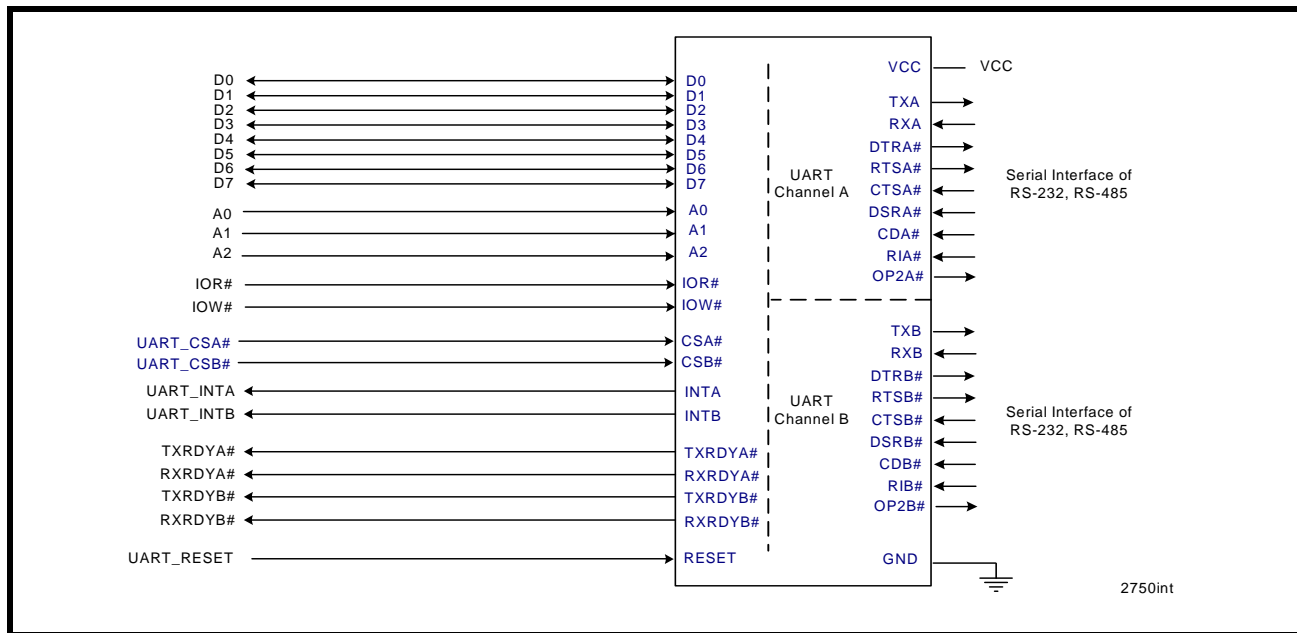 D0
D1
D2
D3
D4
D5
D6
D7
A0
A1
A2
IOR#
IOW#
UART_CSA#
UART_CSB#
UART_INTA
UART_INTB
TXRDYA#
RXRDYA#
TXRDYB#
RXRDYB#
UART_RESET
D0
D1
D2
D3
D4
D5
D6
D7
A0
A1
A2
IOR#
IOW#
CSA#
CSB#
INTA
INTB
TXRDYA#
RXRDYA#
TXRDYB#
RXRDYB#
RESET
UART
Channel A
UART
Channel B
VCC
TXA
RXA
DTRA#
RTSA#
CTSA#
DSRA#
CDA#
RIA#
OP2A#
TXB
RXB
DTRB#
RTSB#
CTSB#
DSRB#
CDB#
RIB#
OP2B#
GND
VCC
Serial Interface of
RS-232, RS-485
Serial Interface of
RS-232, RS-485
2750int